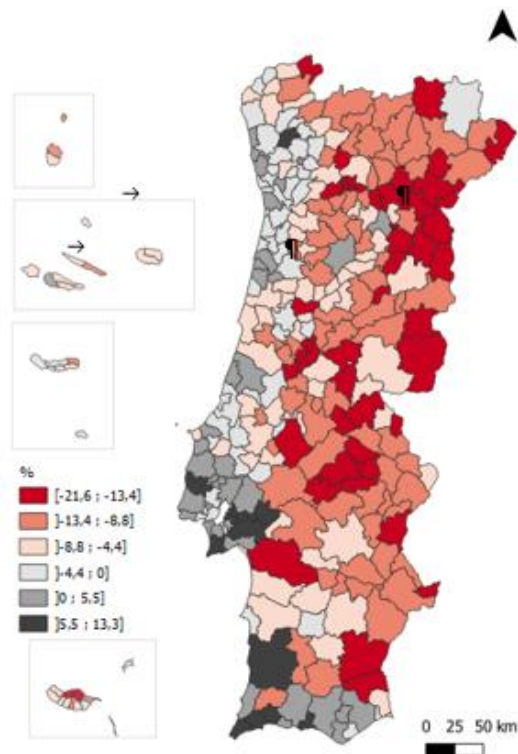 %
[-21,6 ; -13,4]
]-13,4 ; -8,8]
]-8,8 ; -4,4]
]-4,4 ; 0]
]0 ; 5,5]
]5,5 ; 13,3]
0 25 50 km